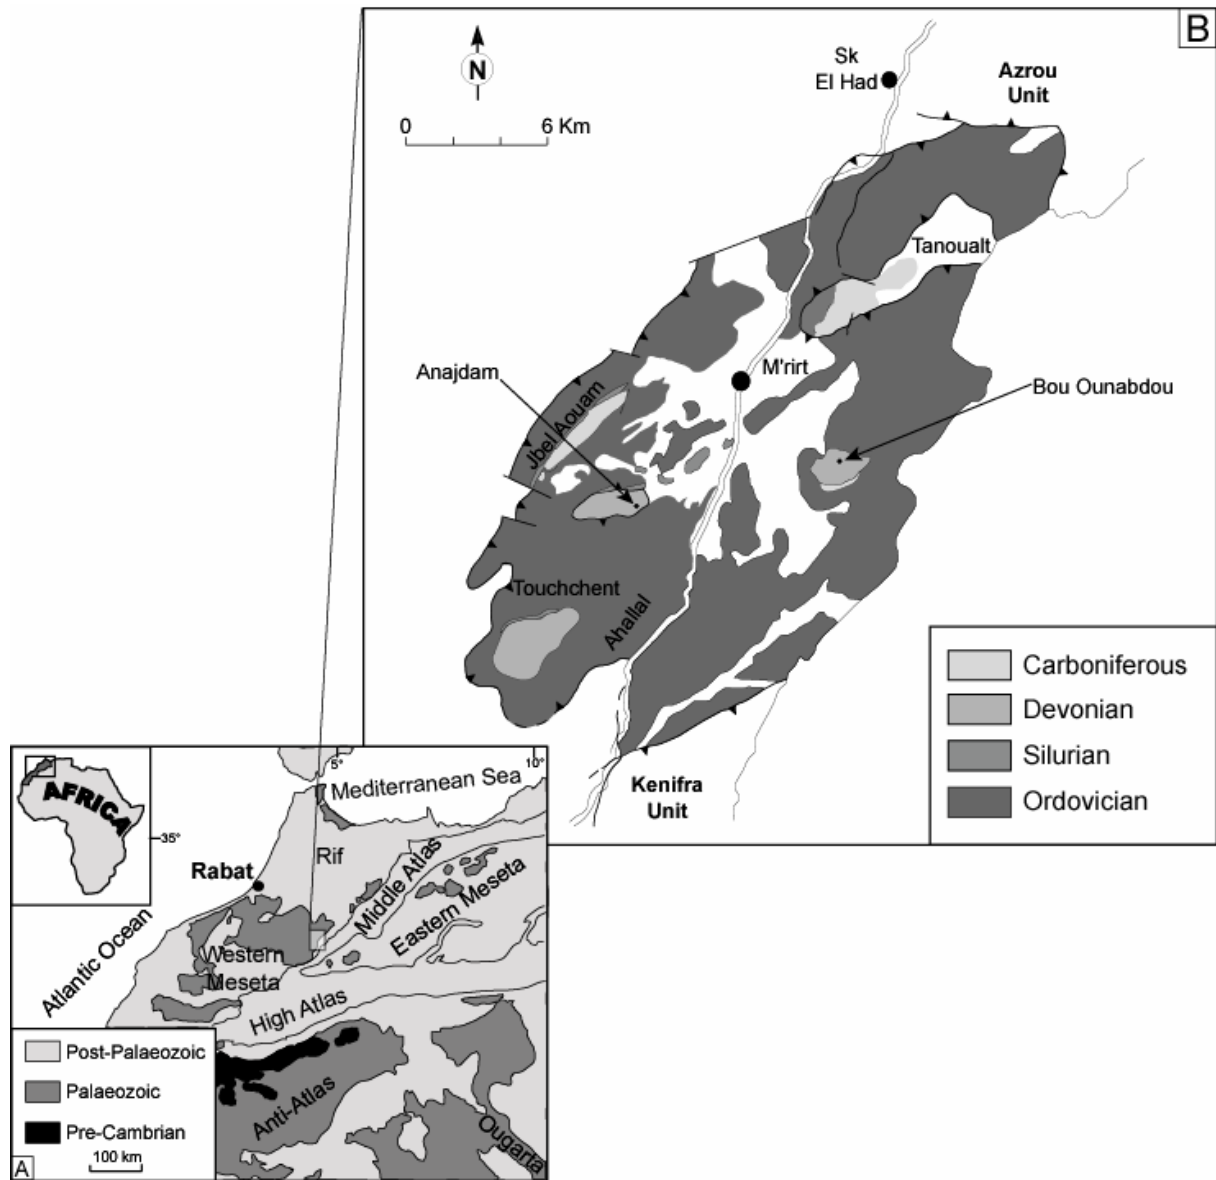 B
N
0 6 Km
Sk
El Had
Azrou
Unit
Tanoualt
M'rirt
Anajdam
Bou Ounabdou
Jbel Aouam
Touchchent
Ahallal
Kenifra
Unit
Carboniferous
Devonian
Silurian
Ordovician
AFRICA
5°
10°
35°
Mediterranean Sea
Rif
Rabat
Middle Atlas
Eastern Meseta
Atlantic Ocean
Western
Meseta
High Atlas
Anti-Atlas
Ougarta
Post-Palaeozoic
Palaeozoic
Pre-Cambrian
100 km
A